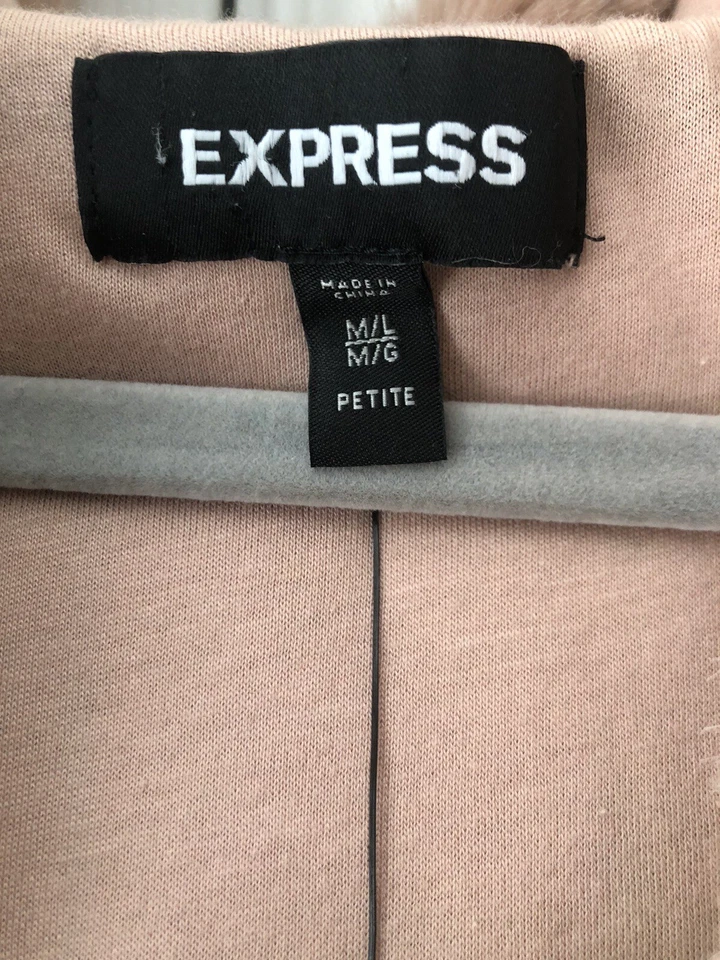 EXPRESS
MADE IN
CHINA
M/L
M/G
PETITE